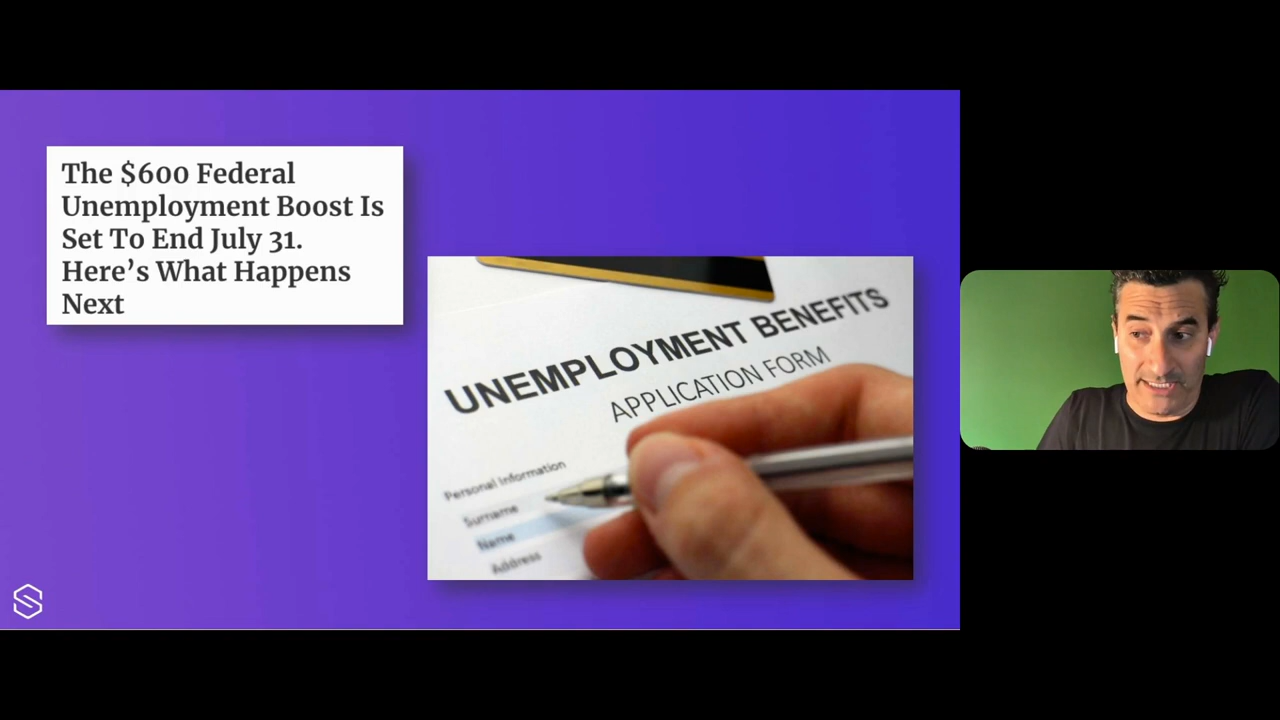 The $600 Federal
Unemployment Boost Is
Set To End July 31.
Here’s What Happens
Next
UNEMPLOYMENT BENEFITS
APPLICATION FORM
Personal Information
Surname
Name
Address